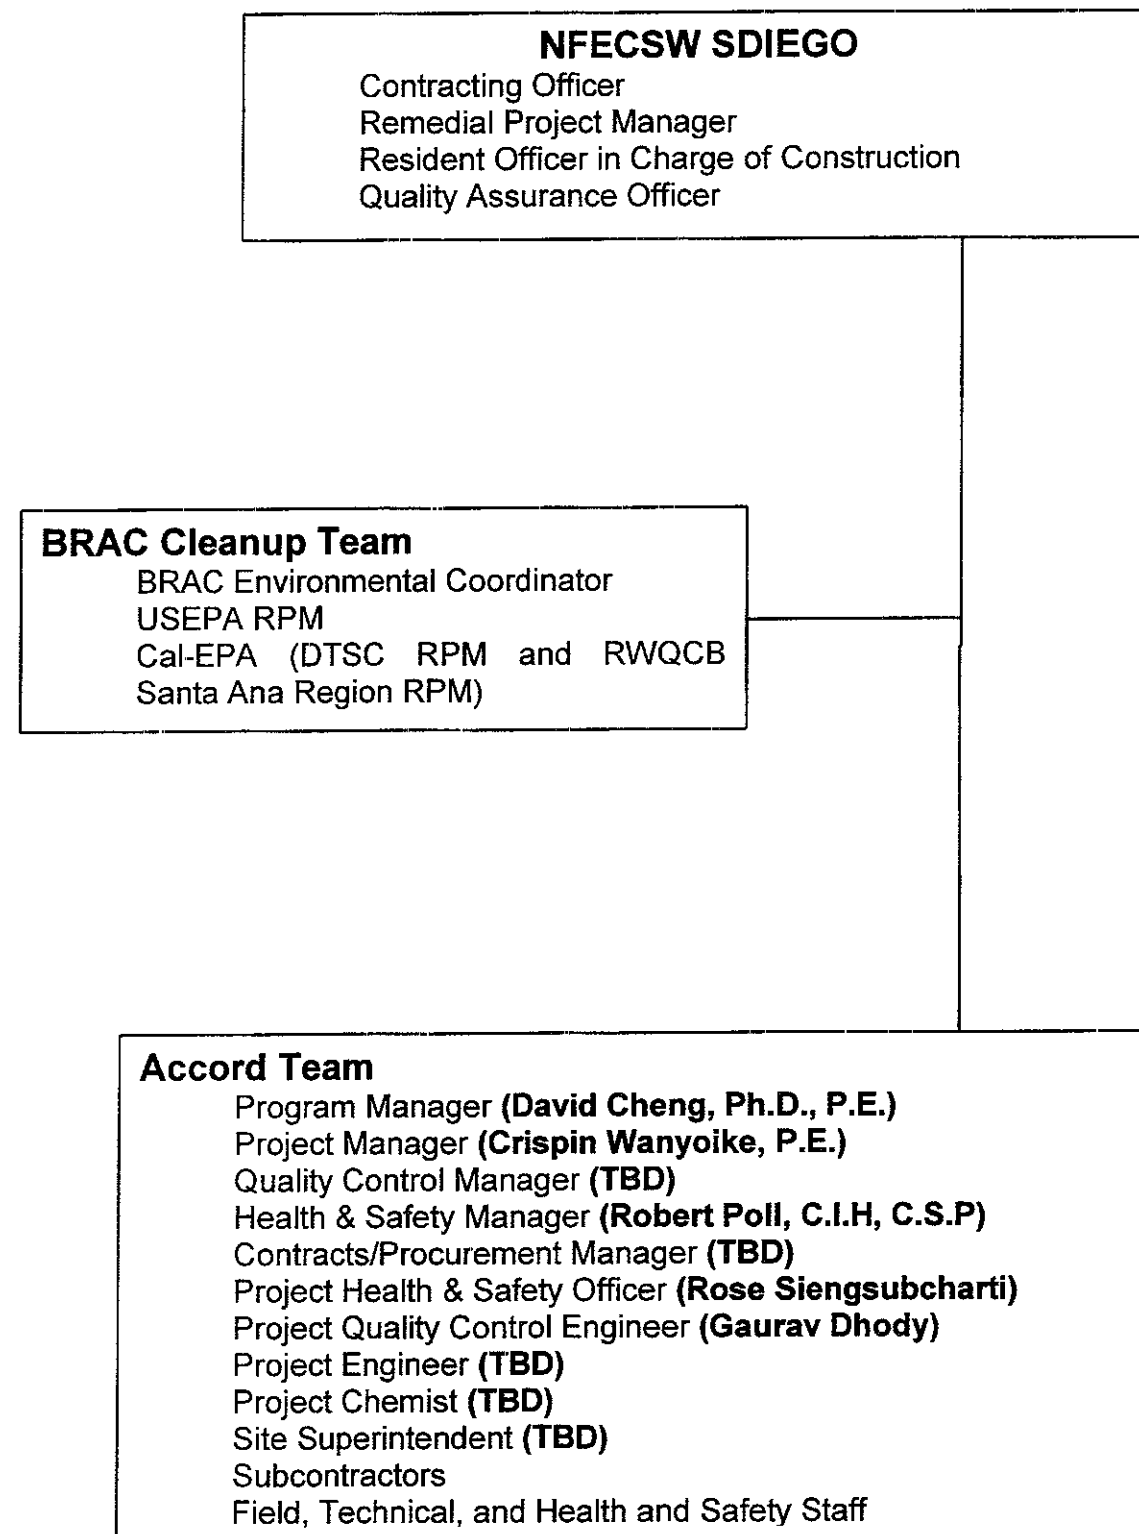 NFECSW SDIEGO
Contracting Officer
Remedial Project Manager
Resident Officer in Charge of Construction
Quality Assurance Officer
BRAC Cleanup Team
BRAC Environmental Coordinator
USEPA RPM
Cal-EPA (DTSC RPM and RWQCB
Santa Ana Region RPM)
Accord Team
Program Manager (David Cheng, Ph.D., P.E.)
Project Manager (Crispin Wanyoike, P.E.)
Quality Control Manager (TBD)
Health & Safety Manager (Robert Poll, C.I.H, C.S.P)
Contracts/Procurement Manager (TBD)
Project Health & Safety Officer (Rose Siengsubcharti)
Project Quality Control Engineer (Gaurav Dhody)
Project Engineer (TBD)
Project Chemist (TBD)
Site Superintendent (TBD)
Subcontractors
Field, Technical, and Health and Safety Staff